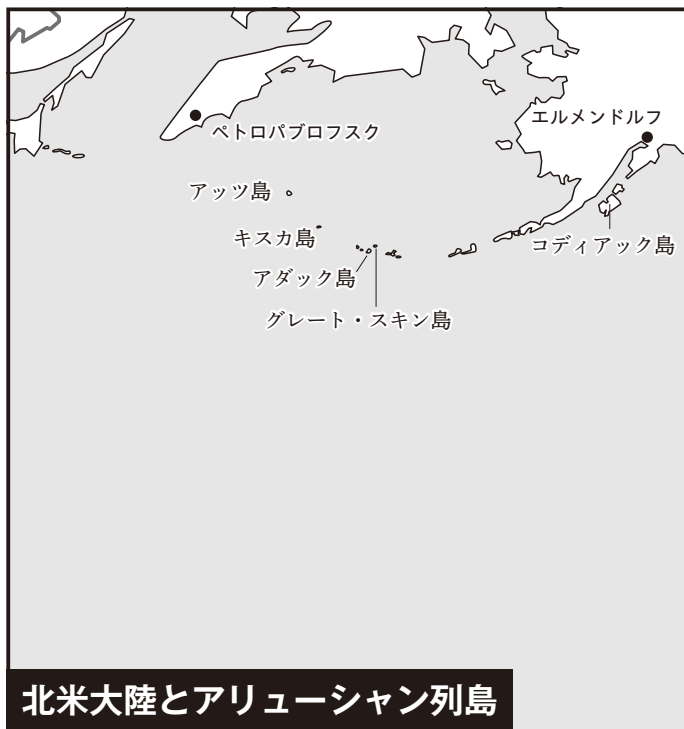 エルメンドルフ
ペトロパブロフスク
アッツ島
キスカ島
コディアック島
アダック島
グレート・スキン島
北米大陸とアリューシャン列島